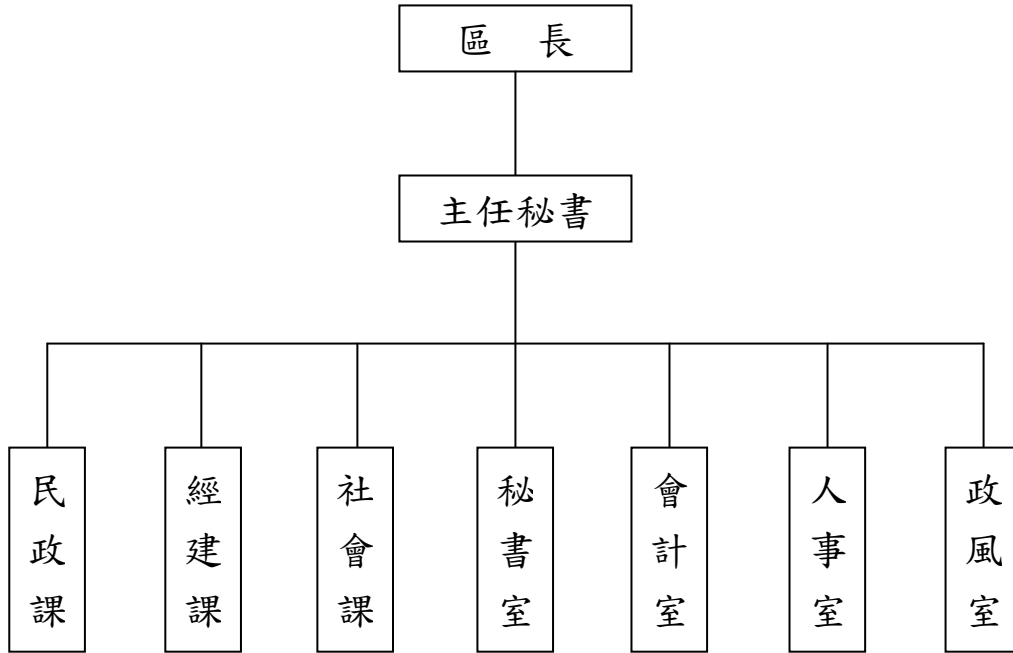 區　長
主任秘書
民政課
經建課
社會課
秘書室
會計室
人事室
政風室